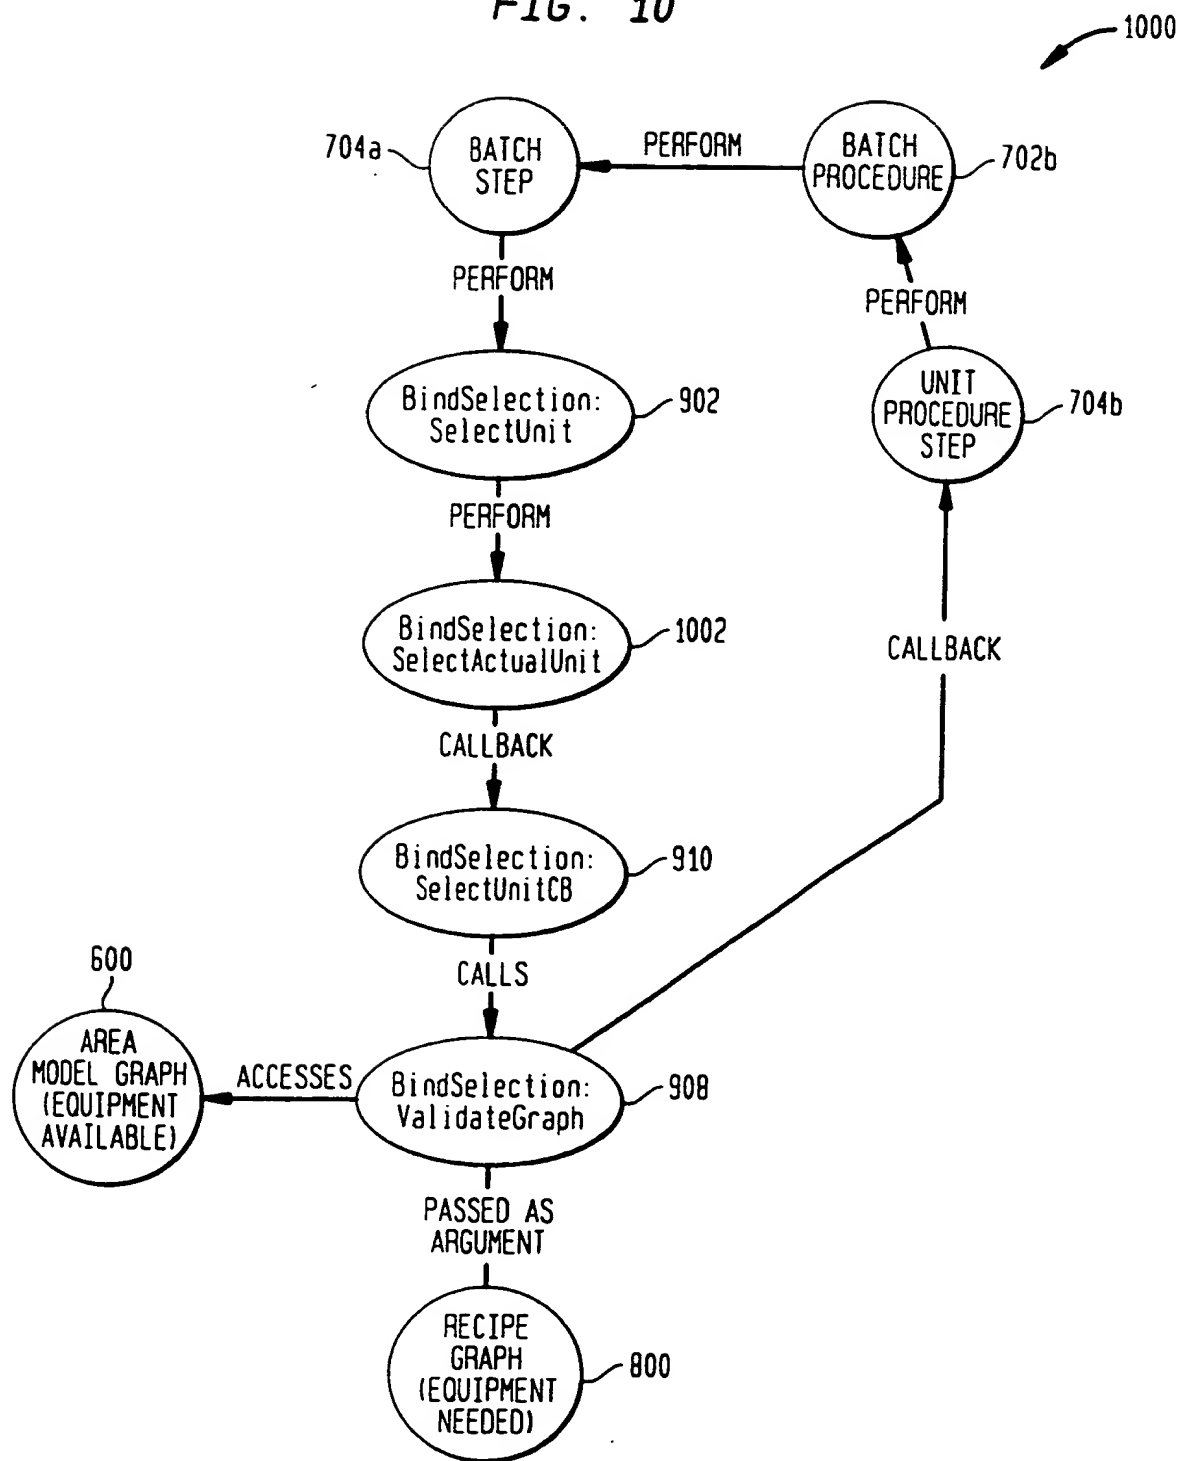 FIG. 10
1000
704a
BATCH
STEP
PERFORM
BATCH
PROCEDURE
702b
PERFORM
PERFORM
UNIT
PROCEDURE
STEP
704b
BindSelection:
SelectUnit
902
PERFORM
BindSelection:
SelectActualUnit
1002
CALLBACK
CALLBACK
BindSelection:
SelectUnitCB
910
CALLS
600
AREA
MODEL GRAPH
(EQUIPMENT
AVAILABLE)
ACCESSES
BindSelection:
ValidateGraph
908
PASSED AS
ARGUMENT
RECIPE
GRAPH
(EQUIPMENT
NEEDED)
800